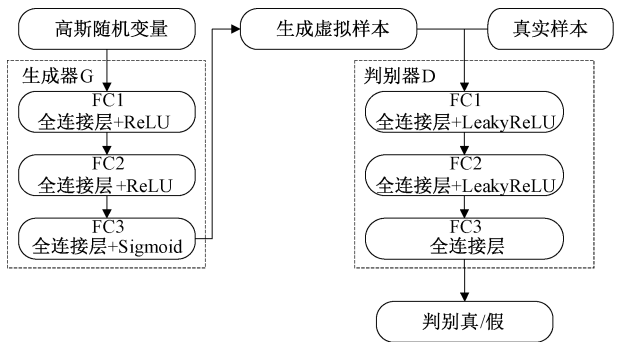 高斯随机变量
生成虚拟样本
真实样本
生成器G
FC1
全连接层+ReLU
FC2
全连接层+ReLU
FC3
全连接层+Sigmoid
判别器D
FC1
全连接层+LeakyReLU
FC2
全连接层+LeakyReLU
FC3
全连接层
判别真/假